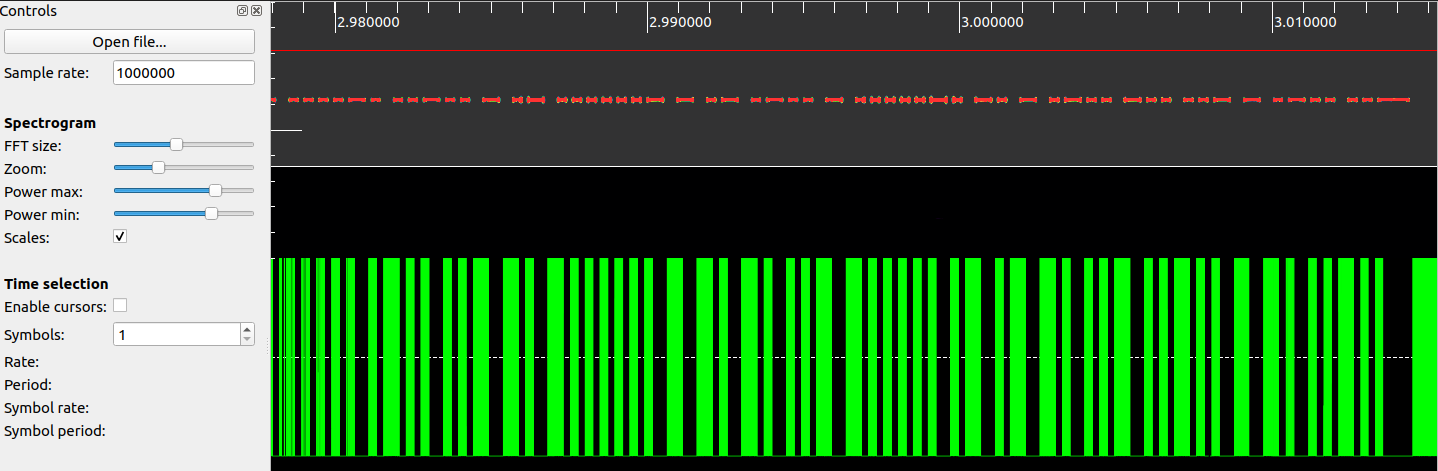 Controls
Open file...
Sample rate: 1000000
Spectrogram
FFT size:
Zoom:
Power max:
Power min:
Scales:
Time selection
Enable cursors:
Symbols: 1
Rate:
Period:
Symbol rate:
Symbol period:
2.980000 2.990000 3.000000 3.010000